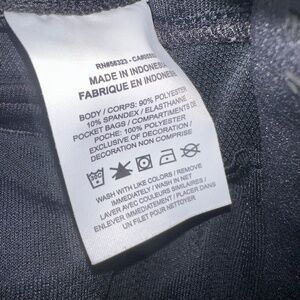 MADE IN INDONESIA
FABRIQUE EN INDONESIE
BODY / CORPS: 90% POLYESTER
10% SPANDEX / ELASTHANNE
POCKET BAGS / COMPARTIMENTS DE
POCHE: 100% POLYESTER
EXCLUSIVE OF DECORATION /
DECORATION NON COMPRISE
WASH WITH LIKE COLORS / REMOVE
IMMEDIATELY / WASH IN NET
LAVER AVEC COULEURS SIMILAIRES /
ENLEVER IMMEDIATEMENT / DANS
UN FILET POUR NETTOYER